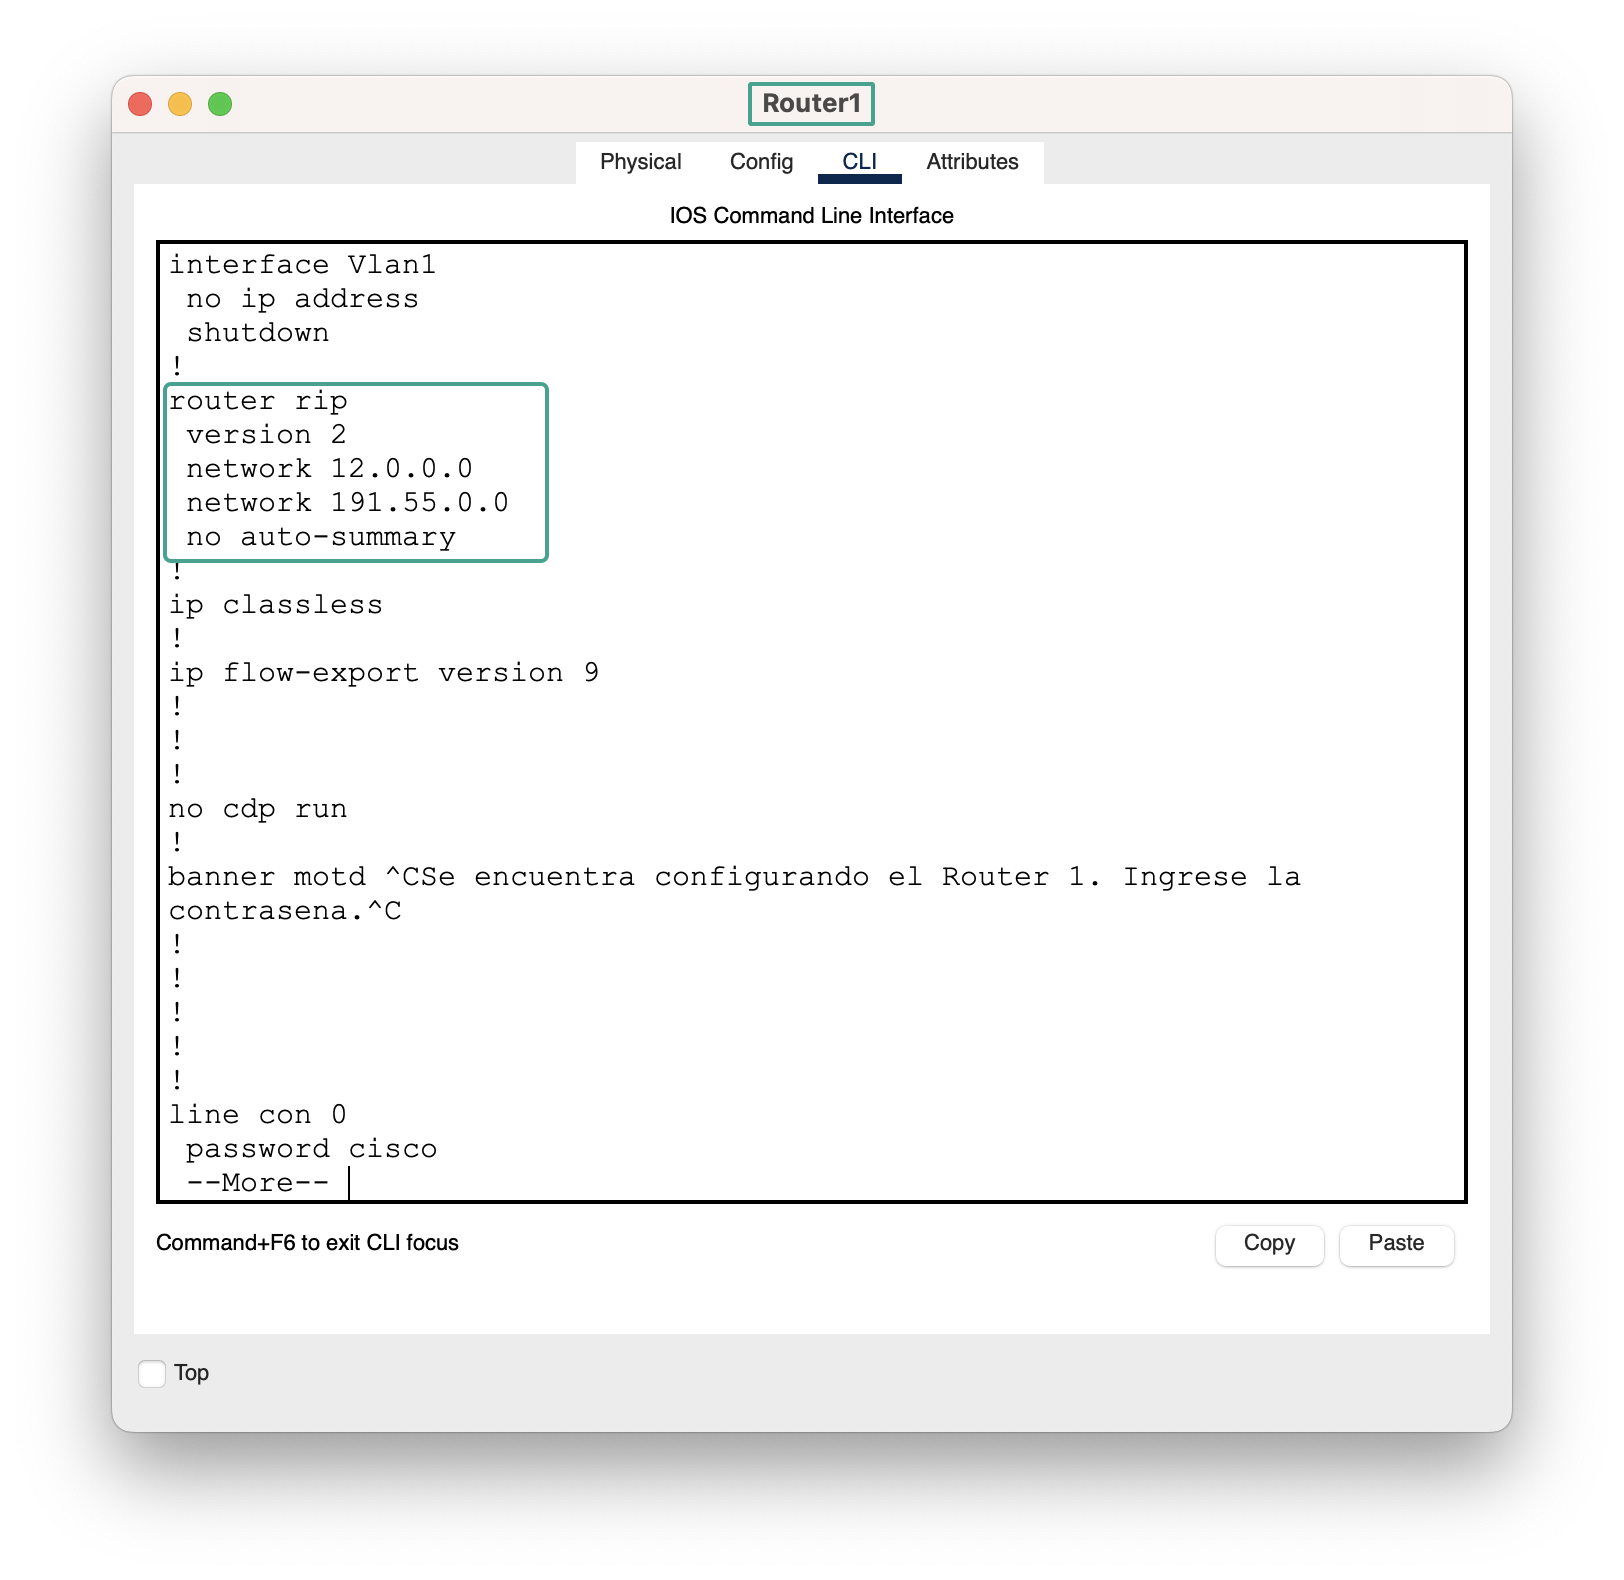 Router1
Physical Config CLI Attributes
IOS Command Line Interface
interface Vlan1
no ip address
shutdown
!
router rip
version 2
network 12.0.0.0
network 191.55.0.0
no auto-summary
!
ip classless
!
ip flow-export version 9
!
!
!
no cdp run
!
banner motd ^CSe encuentra configurando el Router 1. Ingrese la
contrasena.^C
!
!
!
!
!
line con 0
password cisco
--More--
Command+F6 to exit CLI focus
Copy Paste
Top